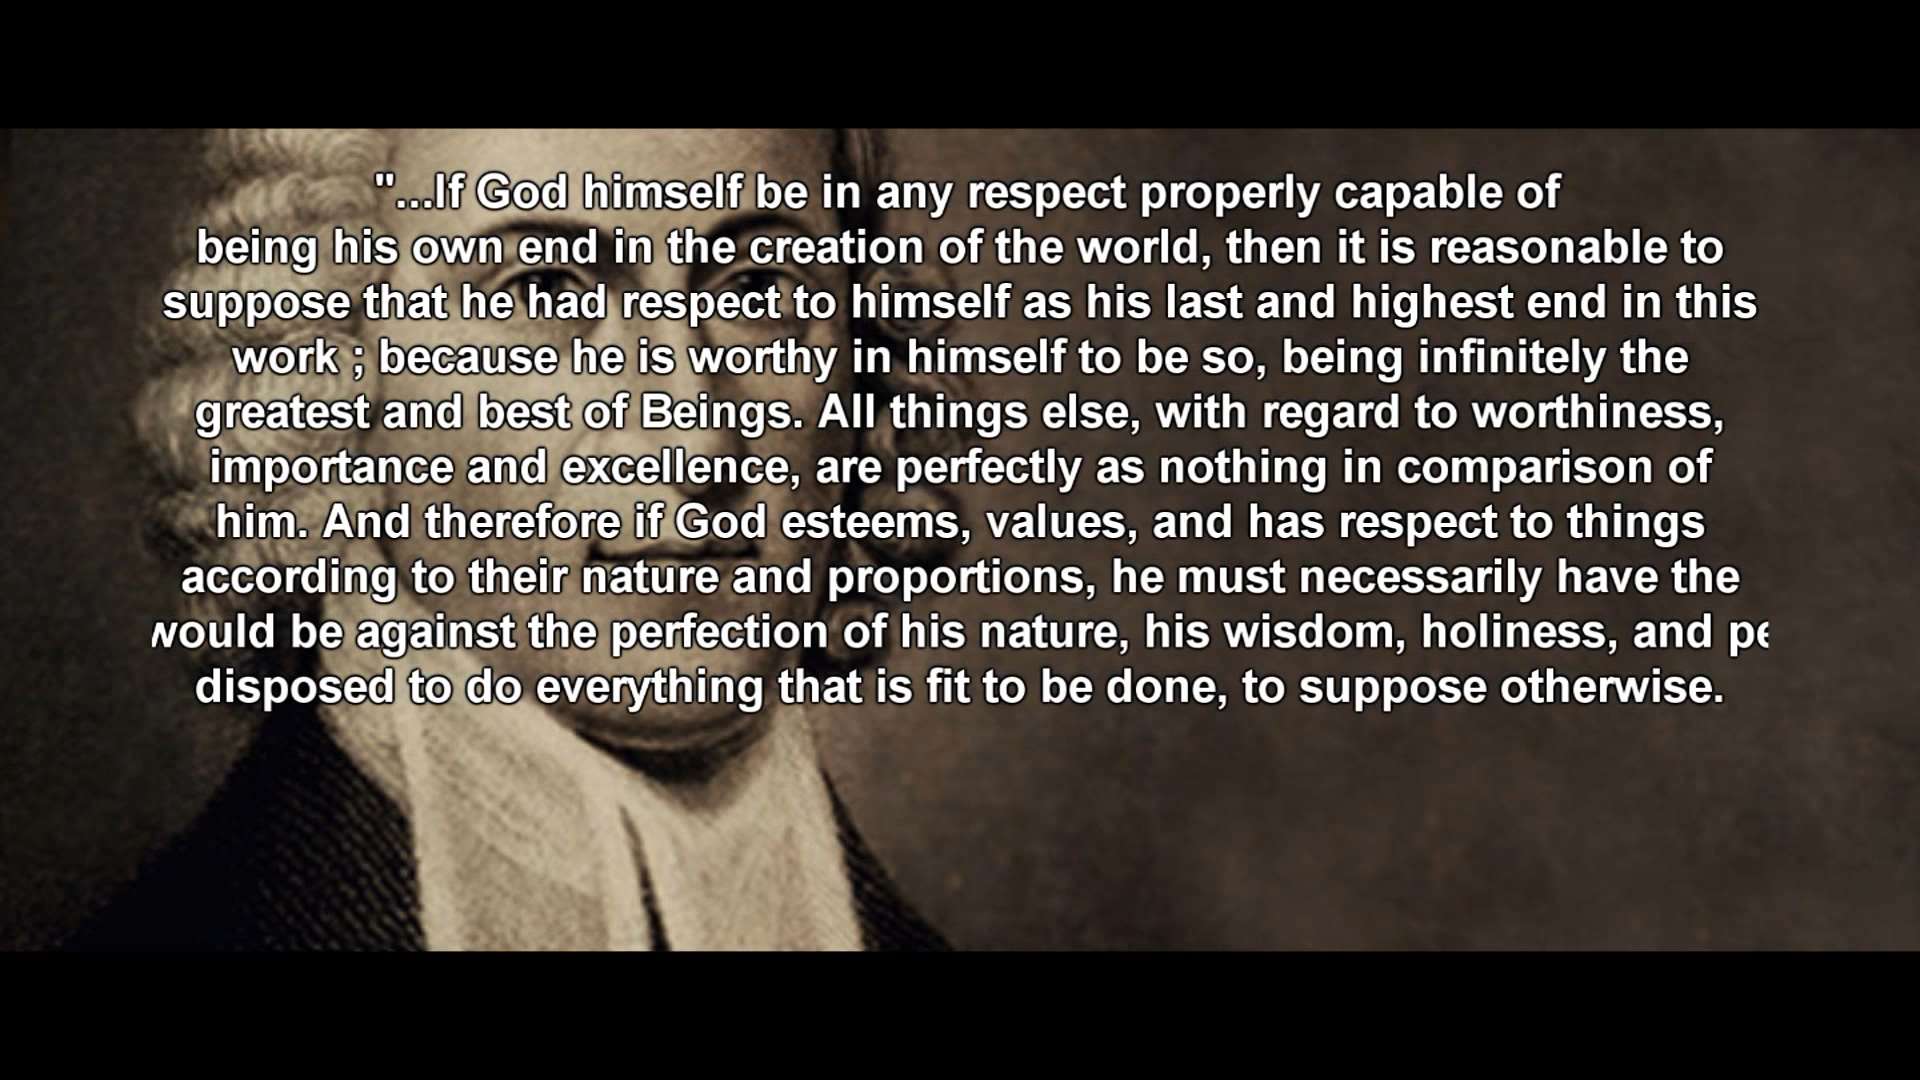 "...If God himself be in any respect properly capable of
being his own end in the creation of the world, then it is reasonable to
suppose that he had respect to himself as his last and highest end in this
work ; because he is worthy in himself to be so, being infinitely the
greatest and best of Beings. All things else, with regard to worthiness,
importance and excellence, are perfectly as nothing in comparison of
him. And therefore if God esteems, values, and has respect to things
according to their nature and proportions, he must necessarily have the
would be against the perfection of his nature, his wisdom, holiness, and
disposed to do everything that is fit to be done, to suppose otherwise.